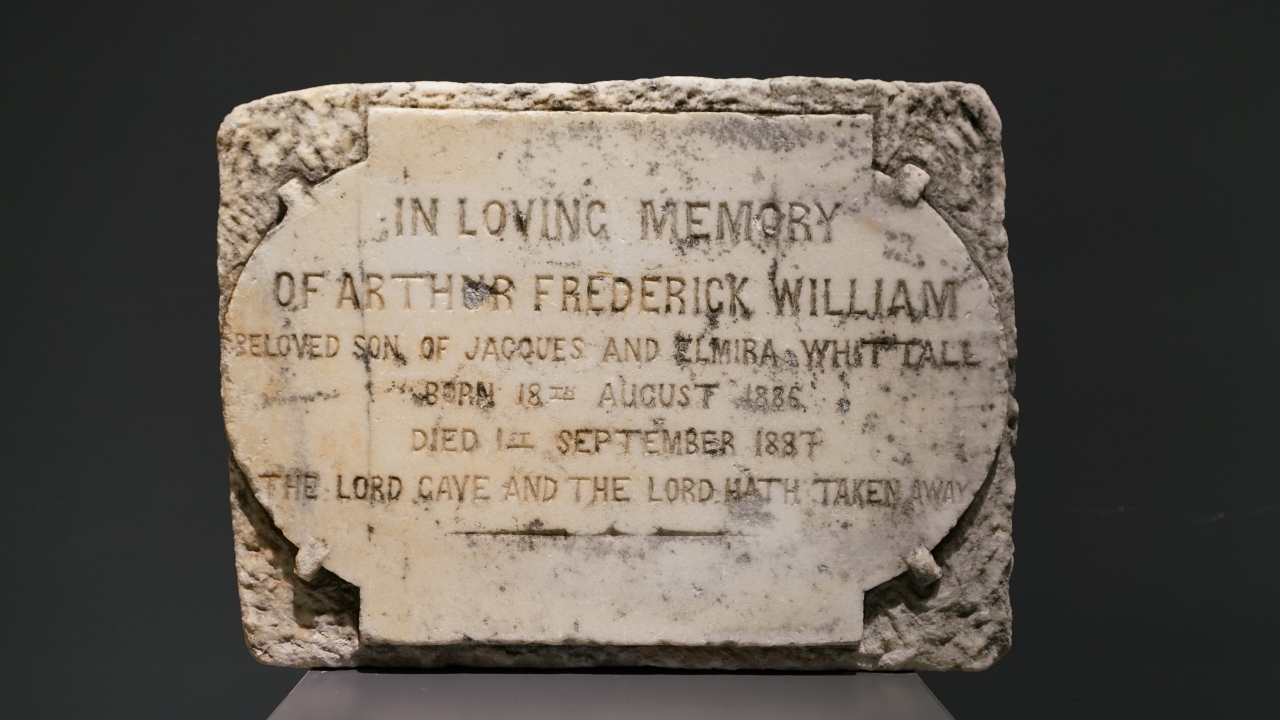 IN LOVING MEMORY
OF ARTHUR FREDERICK WILLIAM
BELOVED SON OF JACQUES AND ELMIRA WHITTALL
BORN 18TH AUGUST 1886
DIED 1ST SEPTEMBER 1887
THE LORD GAVE AND THE LORD HATH TAKEN AWAY